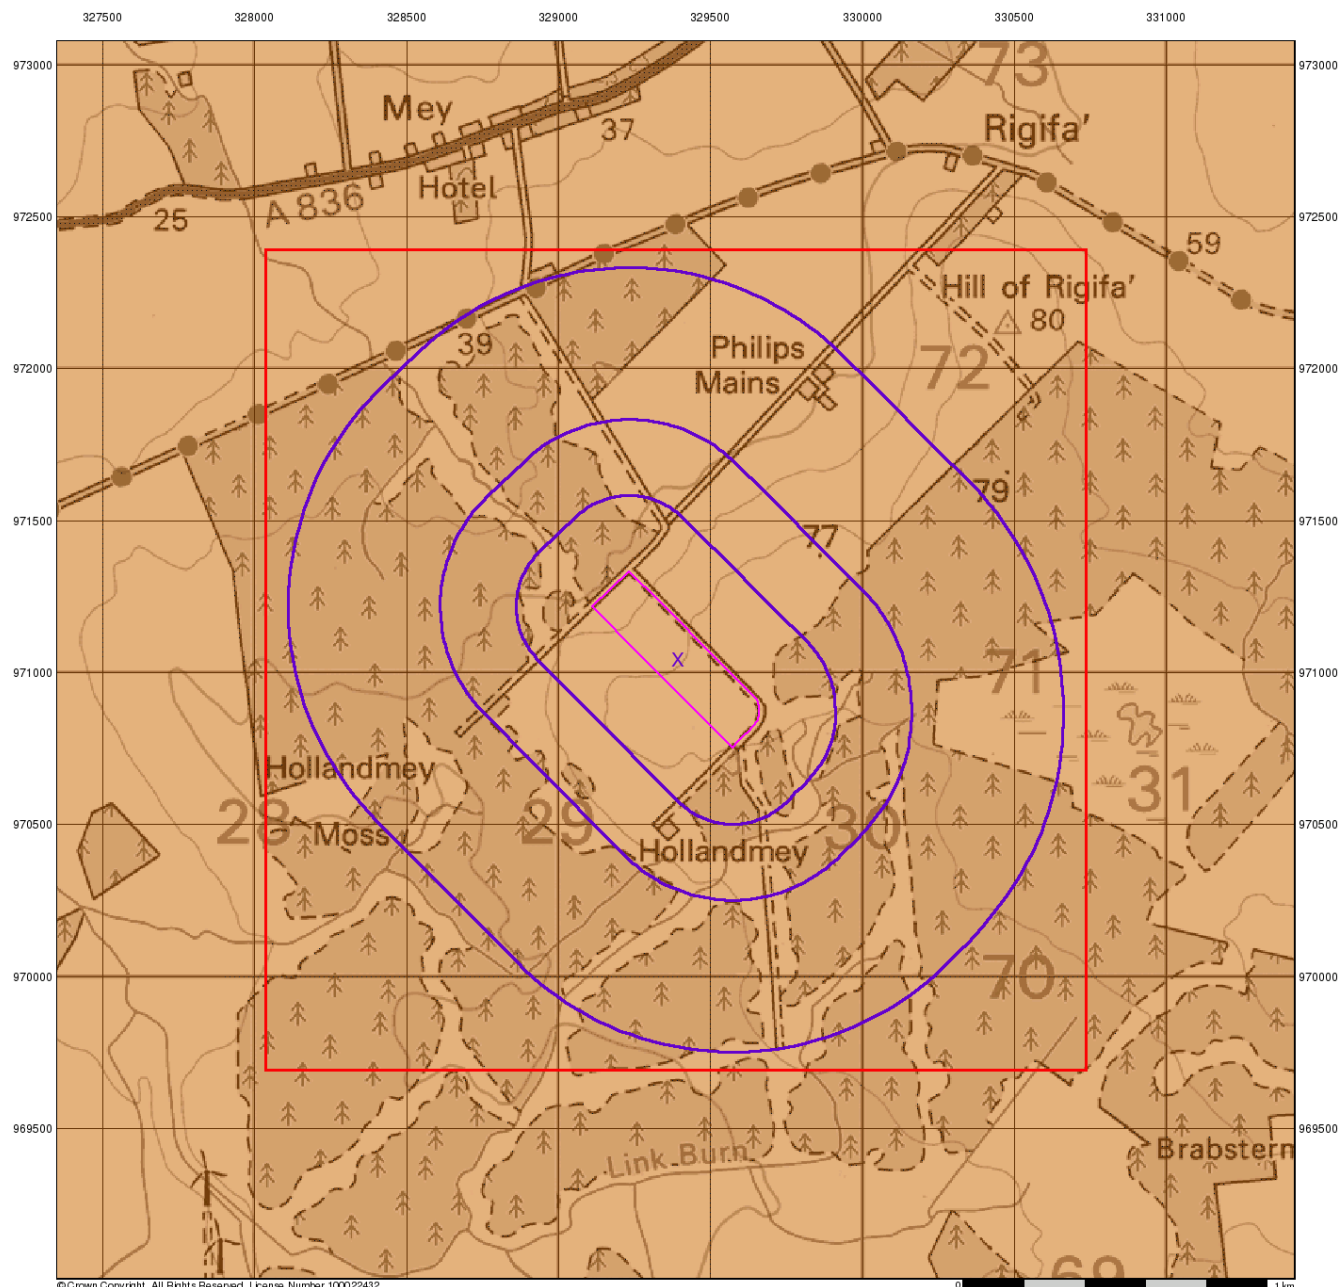 327500 328000 328500 329000 329500 330000 330500 331000
973000 973000
73
Mey
37
Rigifa'
Hotel
A 836
25
972500 972500
59
Hill of Rigifa'
80
39
Philips
Mains
72
972000 972000
79
77
971500 971500
71
X
971000 971000
Hollandmey
Moss
28 29 30 31
970500 970500
Hollandmey
970000 970000
70
969500 969500
Brabsterm
Link Burn
69
© Crown Copyright. All Rights Reserved. License Number 100022432
0 1 km